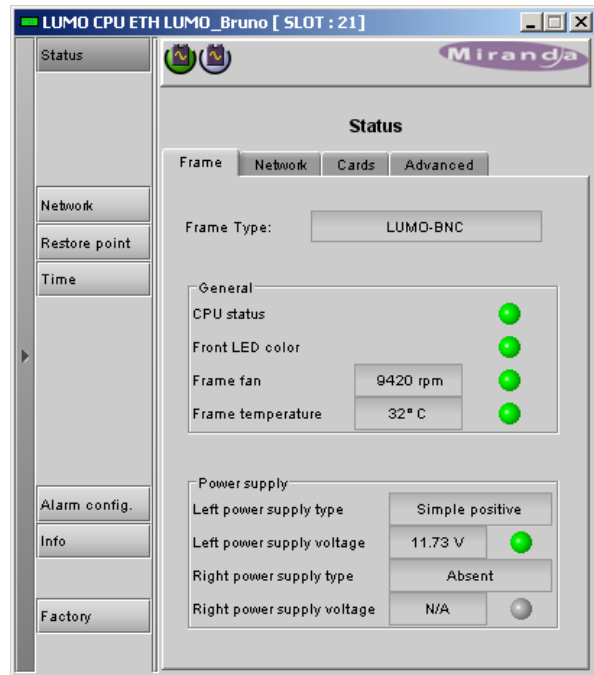 LUMO CPU ETH LUMO_Bruno [ SLOT : 21]
Status
Network
Restore point
Time
Alarm config.
Info
Factory
Miranda
Status
Frame Network Cards Advanced
Frame Type: LUMO-BNC
General
CPU status
Front LED color
Frame fan 9420 rpm
Frame temperature 32° C
Power supply
Left power supply type Simple positive
Left power supply voltage 11.73 V
Right power supply type Absent
Right power supply voltage N/A